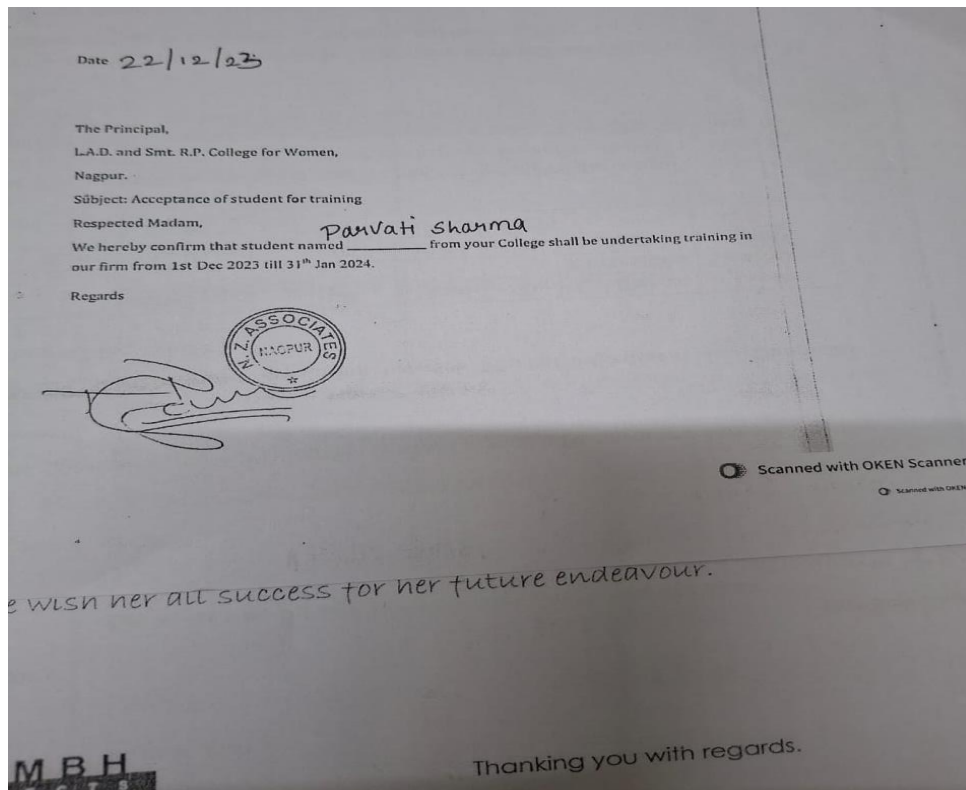 Date 22/12/23
The Principal,
L.A.D. and Smt. R.P. College for Women,
Nagpur.
Subject: Acceptance of student for training
Respected Madam,
Parvati Sharma
We hereby confirm that student named __________ from your College shall be undertaking training in
our firm from 1st Dec 2023 till 31th Jan 2024.
Regards
N. Z. ASSOCIATES
NAGPUR
Scanned with OKEN Scanner
Scanned with OKEN
e wish her all success for her future endeavour.
Thanking you with regards.
M B H